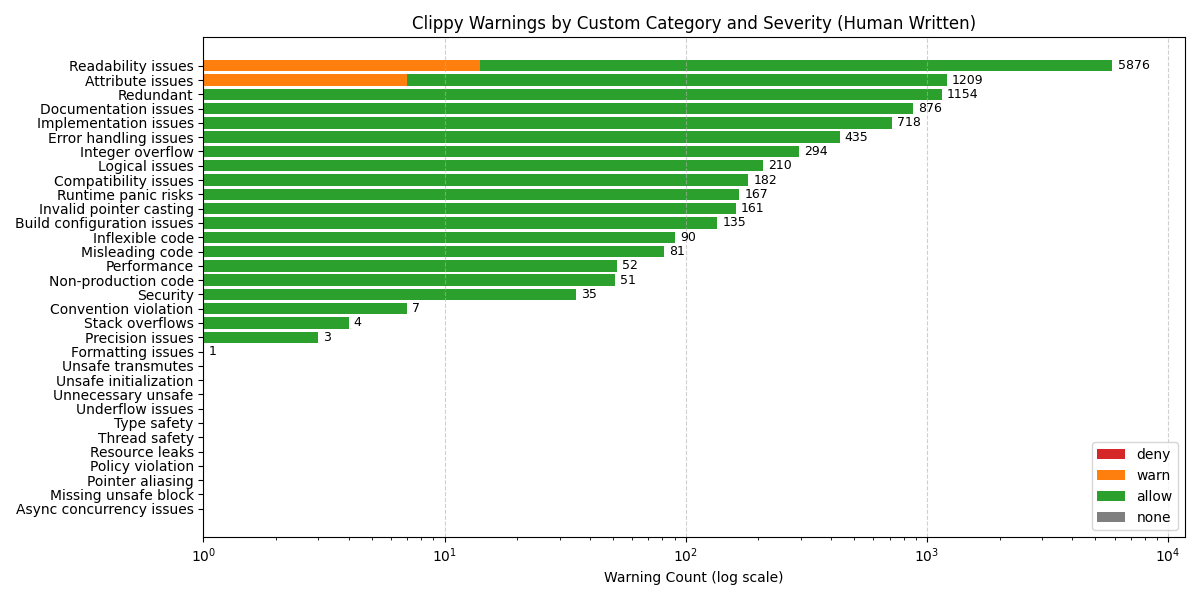 Clippy Warnings by Custom Category and Severity (Human Written)
Readability issues 5876
Attribute issues 1209
Redundant 1154
Documentation issues 876
Implementation issues 718
Error handling issues 435
Integer overflow 294
Logical issues 210
Compatibility issues 182
Runtime panic risks 167
Invalid pointer casting 161
Build configuration issues 135
Inflexible code 90
Misleading code 81
Performance 52
Non-production code 51
Security 35
Convention violation 7
Stack overflows 4
Precision issues 3
Formatting issues 1
Unsafe transmutes
Unsafe initialization
Unnecessary unsafe
Underflow issues
Type safety
Thread safety
Resource leaks
Policy violation
Pointer aliasing
Missing unsafe block
Async concurrency issues
deny
warn
allow
none
10⁰ 10¹ 10² 10³ 10⁴
Warning Count (log scale)